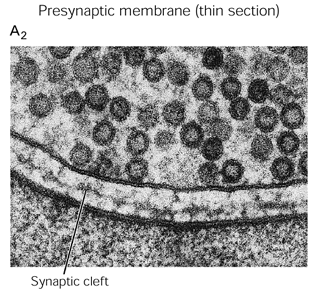 Presynaptic membrane (thin section)
A2
Synaptic cleft